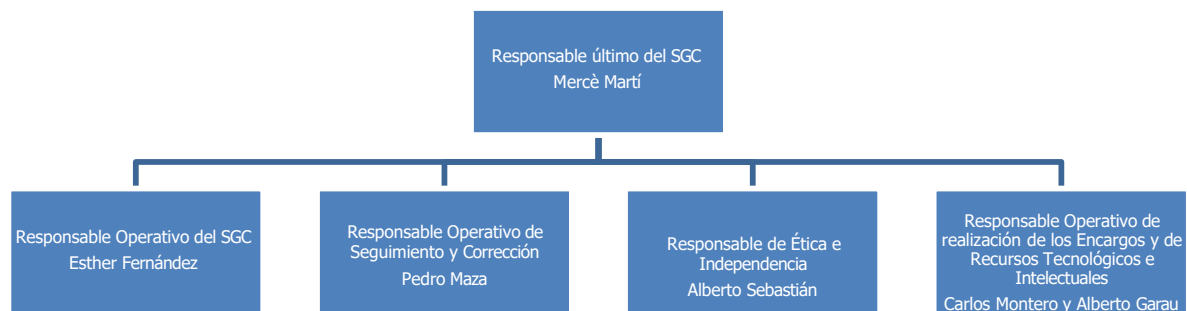 Responsable último del SGC
Mercè Martí
Responsable Operativo del SGC
Esther Fernández
Responsable Operativo de
Seguimiento y Corrección
Pedro Maza
Responsable de Ética e
Independencia
Alberto Sebastián
Responsable Operativo de
realización de los Encargos y de
Recursos Tecnológicos e
Intelectuales
Carlos Montero y Alberto Garau